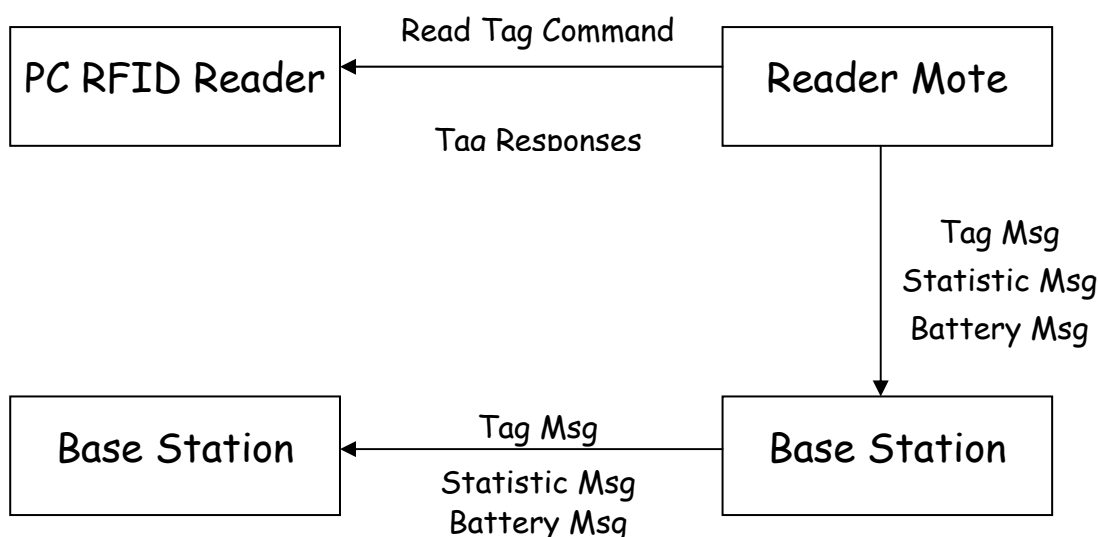 Read Tag Command
PC RFID Reader
Reader Mote
Tag Responses
Tag Msg
Statistic Msg
Battery Msg
Base Station
Tag Msg
Base Station
Statistic Msg
Battery Msg